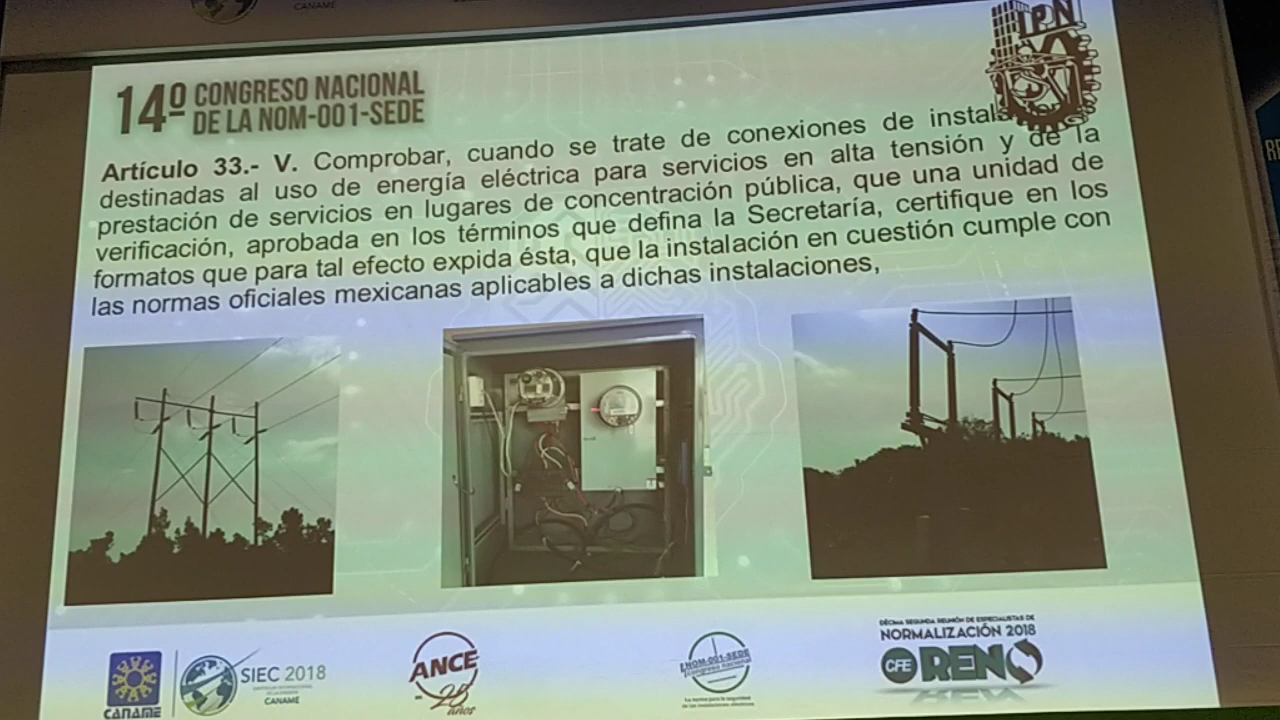 CANAME
IPN
14º CONGRESO NACIONAL
DE LA NOM-001-SEDE
Artículo 33.- V. Comprobar, cuando se trate de conexiones de
destinadas al uso de energía eléctrica para servicios en alta tensión y de la
prestación de servicios en lugares de concentración pública, que una unidad de
verificación, aprobada en los términos que defina la Secretaría, certifique en los
formatos que para tal efecto expida ésta, que la instalación en cuestión cumple con
las normas oficiales mexicanas aplicables a dichas instalaciones,
CANAME
SIEC 2018
CANAME
ANCE
años
NOM-001-SEDE
Congreso nacional
DÉCIMA SEGUNDA REUNIÓN DE ESPECIALISTAS DE
NORMALIZACIÓN 2018
CFE RENO